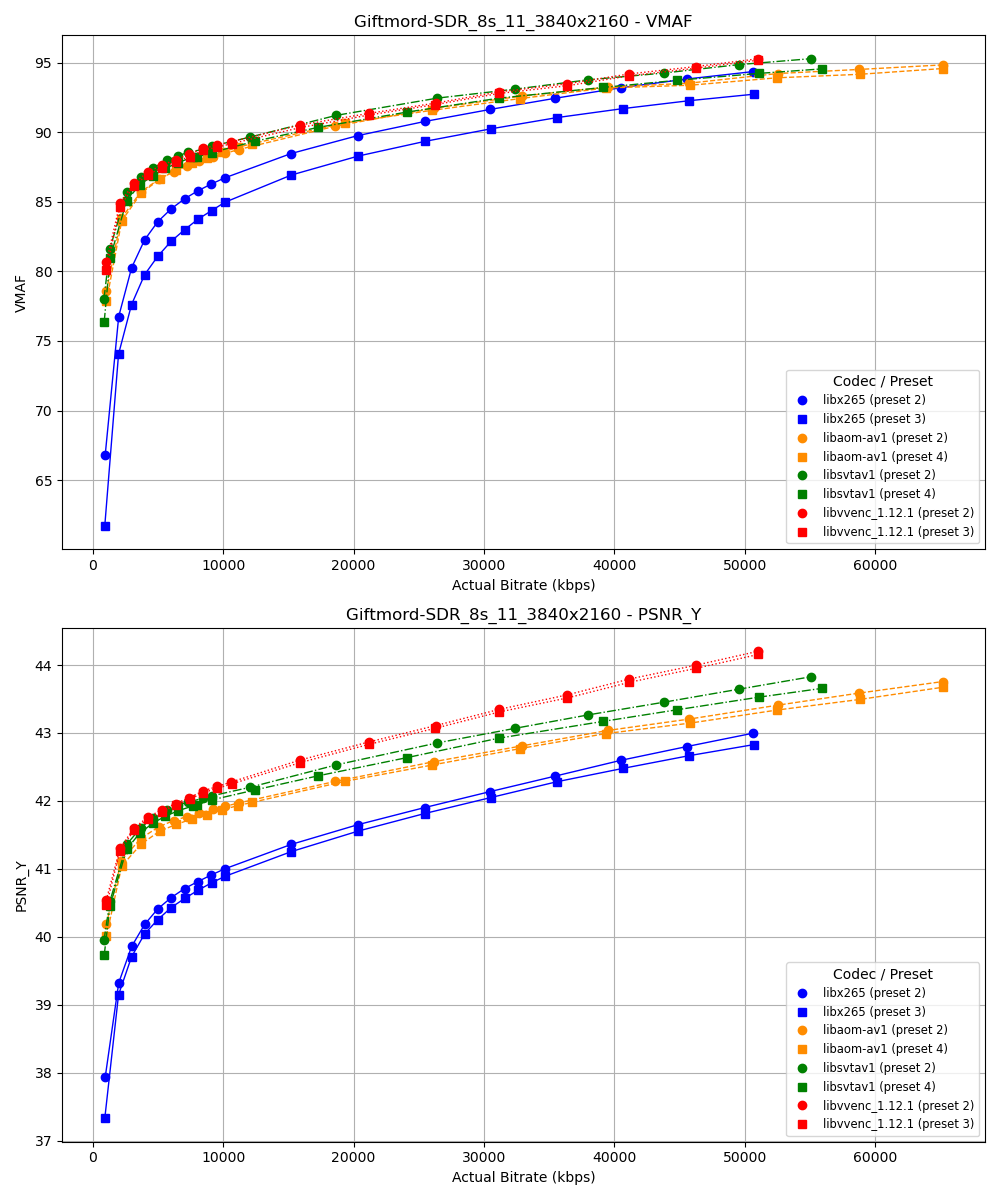 Giftmord-SDR_8s_11_3840x2160 - VMAF
95
90
85
80
75
70
65
VMAF
0 10000 20000 30000 40000 50000 60000
Actual Bitrate (kbps)
Codec / Preset
libx265 (preset 2)
libx265 (preset 3)
libaom-av1 (preset 2)
libaom-av1 (preset 4)
libsvtav1 (preset 2)
libsvtav1 (preset 4)
libvvenc_1.12.1 (preset 2)
libvvenc_1.12.1 (preset 3)
Giftmord-SDR_8s_11_3840x2160 - PSNR_Y
44
43
42
41
40
39
38
37
PSNR_Y
0 10000 20000 30000 40000 50000 60000
Actual Bitrate (kbps)
Codec / Preset
libx265 (preset 2)
libx265 (preset 3)
libaom-av1 (preset 2)
libaom-av1 (preset 4)
libsvtav1 (preset 2)
libsvtav1 (preset 4)
libvvenc_1.12.1 (preset 2)
libvvenc_1.12.1 (preset 3)